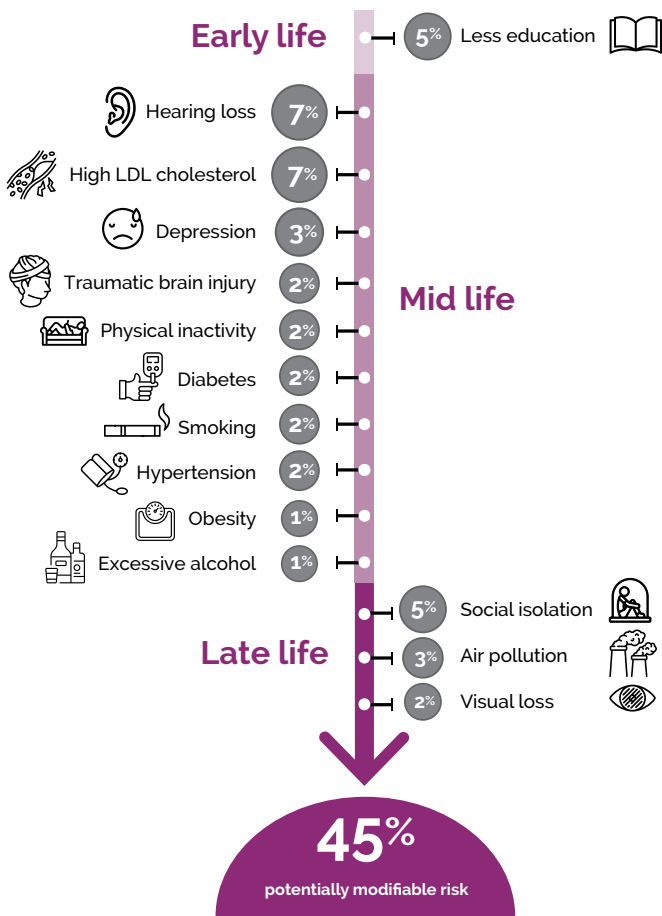 Early life
5% Less education
Hearing loss 7%
High LDL cholesterol 7%
Depression 3%
Traumatic brain injury 2%
Mid life
Physical inactivity 2%
Diabetes 2%
Smoking 2%
Hypertension 2%
Obesity 1%
Excessive alcohol 1%
5% Social isolation
Late life
3% Air pollution
2% Visual loss
45%
potentially modifiable risk